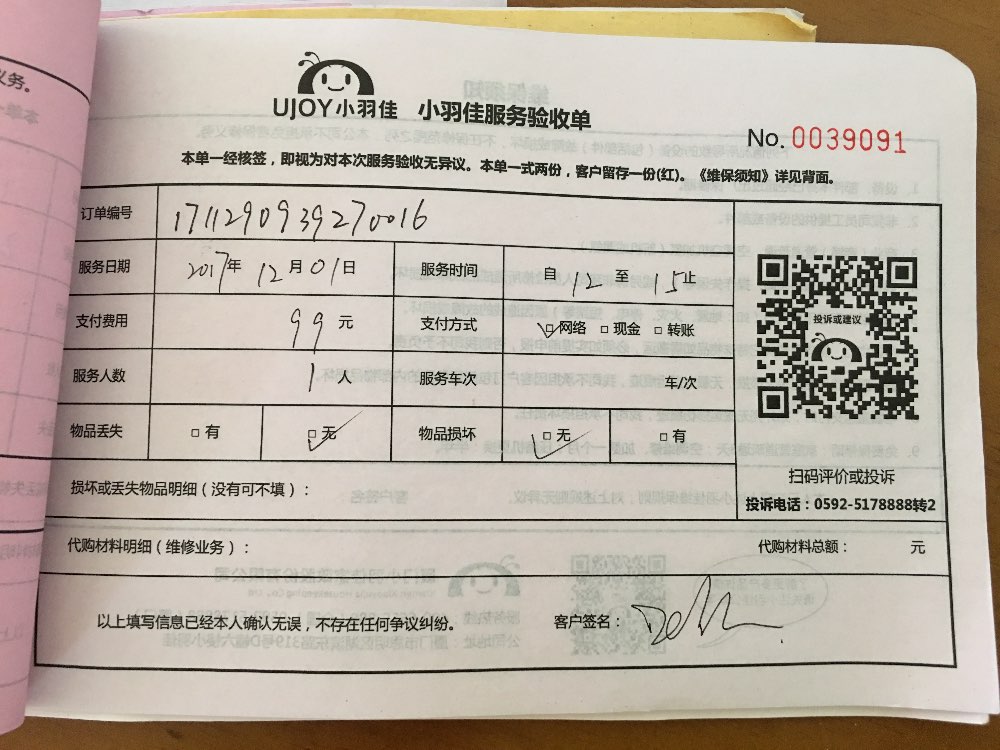 UJOY小羽佳 小羽佳服务验收单
No. 0039091
本单一经核签，即视为对本次服务验收无异议。本单一式两份，客户留存一份(红)。《维保须知》详见背面。
订单编号 1711290939270016
服务日期 2017年 12月01日 服务时间 自 12 至 15止
支付费用 99 元 支付方式 □网络 □现金 □转账
投诉或建议
服务人数 1 人 服务车次 车/次
物品丢失 □有 □无 物品损坏 □无 □有
扫码评价或投诉
损坏或丢失物品明细（没有可不填）：
投诉电话：0592-5178888转2
代购材料明细（维修业务）： 代购材料总额： 元
以上填写信息已经本人确认无误，不存在任何争议纠纷。 客户签名：